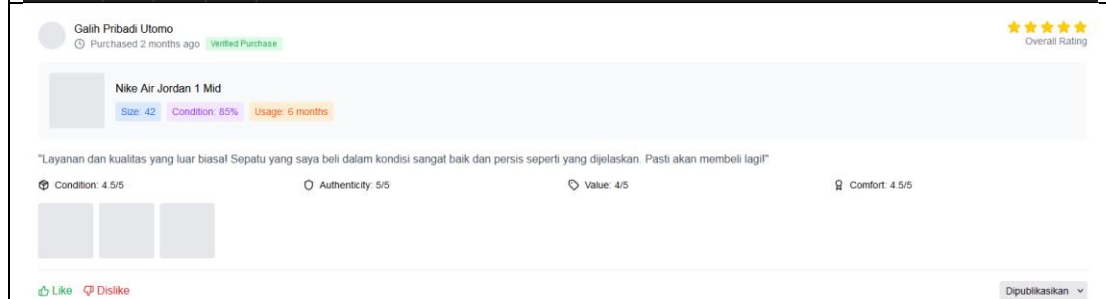 Galih Pribadi Utomo
Purchased 2 months ago Verified Purchase
Overall Rating
Nike Air Jordan 1 Mid
Size: 42 Condition: 85% Usage: 6 months
"Layanan dan kualitas yang luar biasa! Sepatu yang saya beli dalam kondisi sangat baik dan persis seperti yang dijelaskan. Pasti akan membeli lagi!"
Condition: 4.5/5 Authenticity: 5/5 Value: 4/5 Comfort: 4.5/5
Like Dislike Dipublikasikan